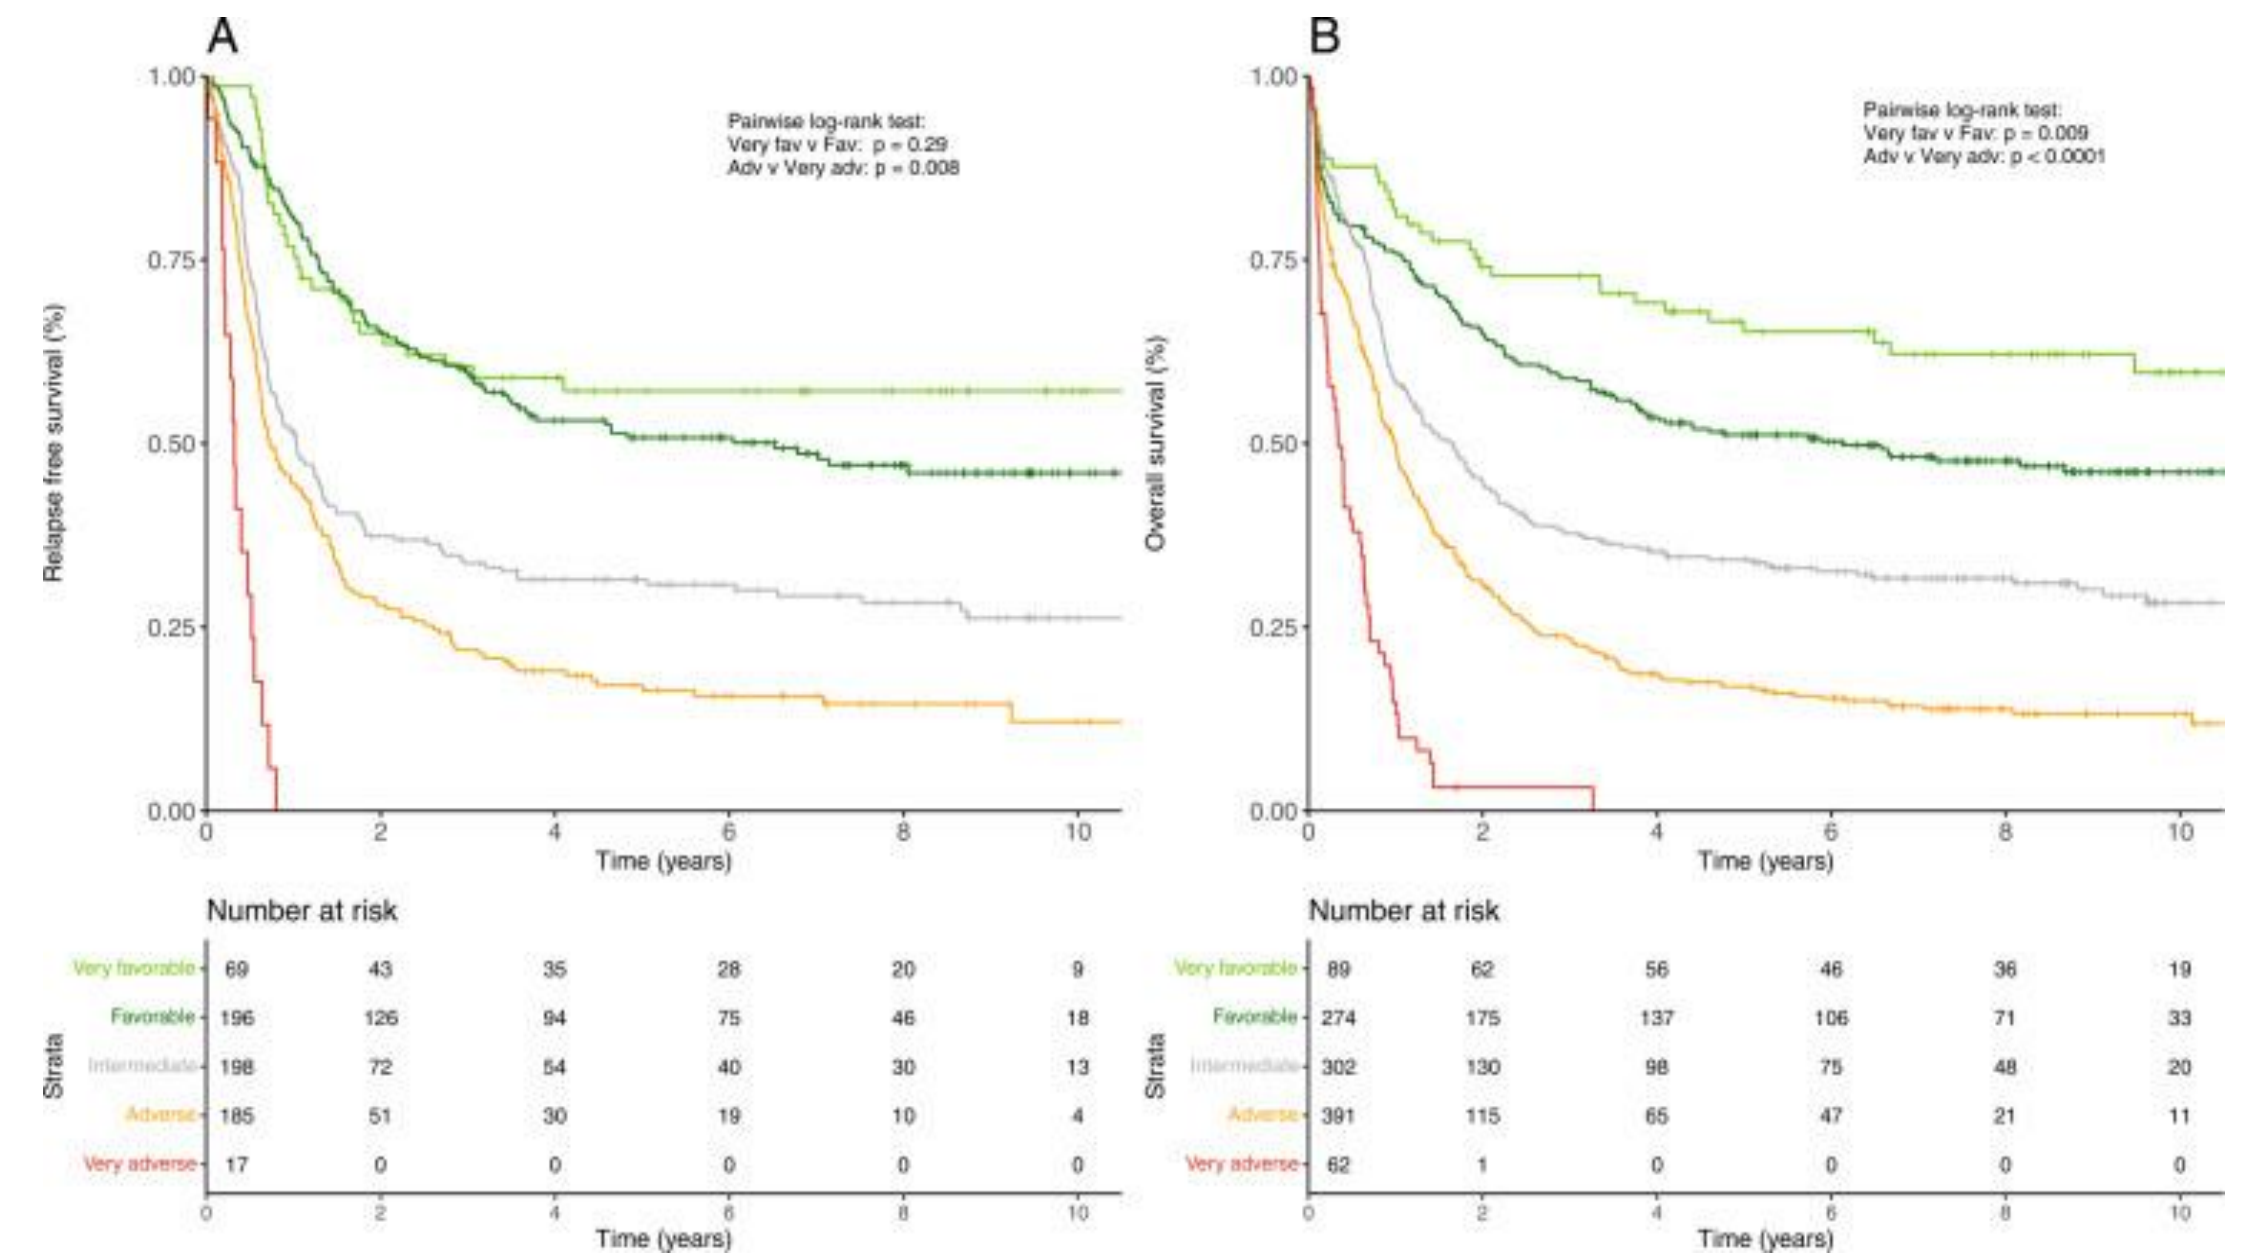 A
1.00
0.75
0.50
0.25
0.00
Relapse free survival (%)
Pairwise log-rank test:
Very fav v Fav: p = 0.29
Adv v Very adv: p = 0.008
0 2 4 6 8 10
Time (years)
Number at risk
Strata
Very favorable 69 43 35 28 20 9
Favorable 196 126 94 75 46 18
Intermediate 198 72 54 40 30 13
Adverse 185 51 30 19 10 4
Very adverse 17 0 0 0 0 0
0 2 4 6 8 10
Time (years)
B
1.00
0.75
0.50
0.25
0.00
Overall survival (%)
Pairwise log-rank test:
Very fav v Fav: p = 0.009
Adv v Very adv: p < 0.0001
0 2 4 6 8 10
Time (years)
Number at risk
Strata
Very favorable 89 62 56 46 36 19
Favorable 274 175 137 106 71 33
Intermediate 302 130 98 75 48 20
Adverse 391 115 65 47 21 11
Very adverse 62 1 0 0 0 0
0 2 4 6 8 10
Time (years)